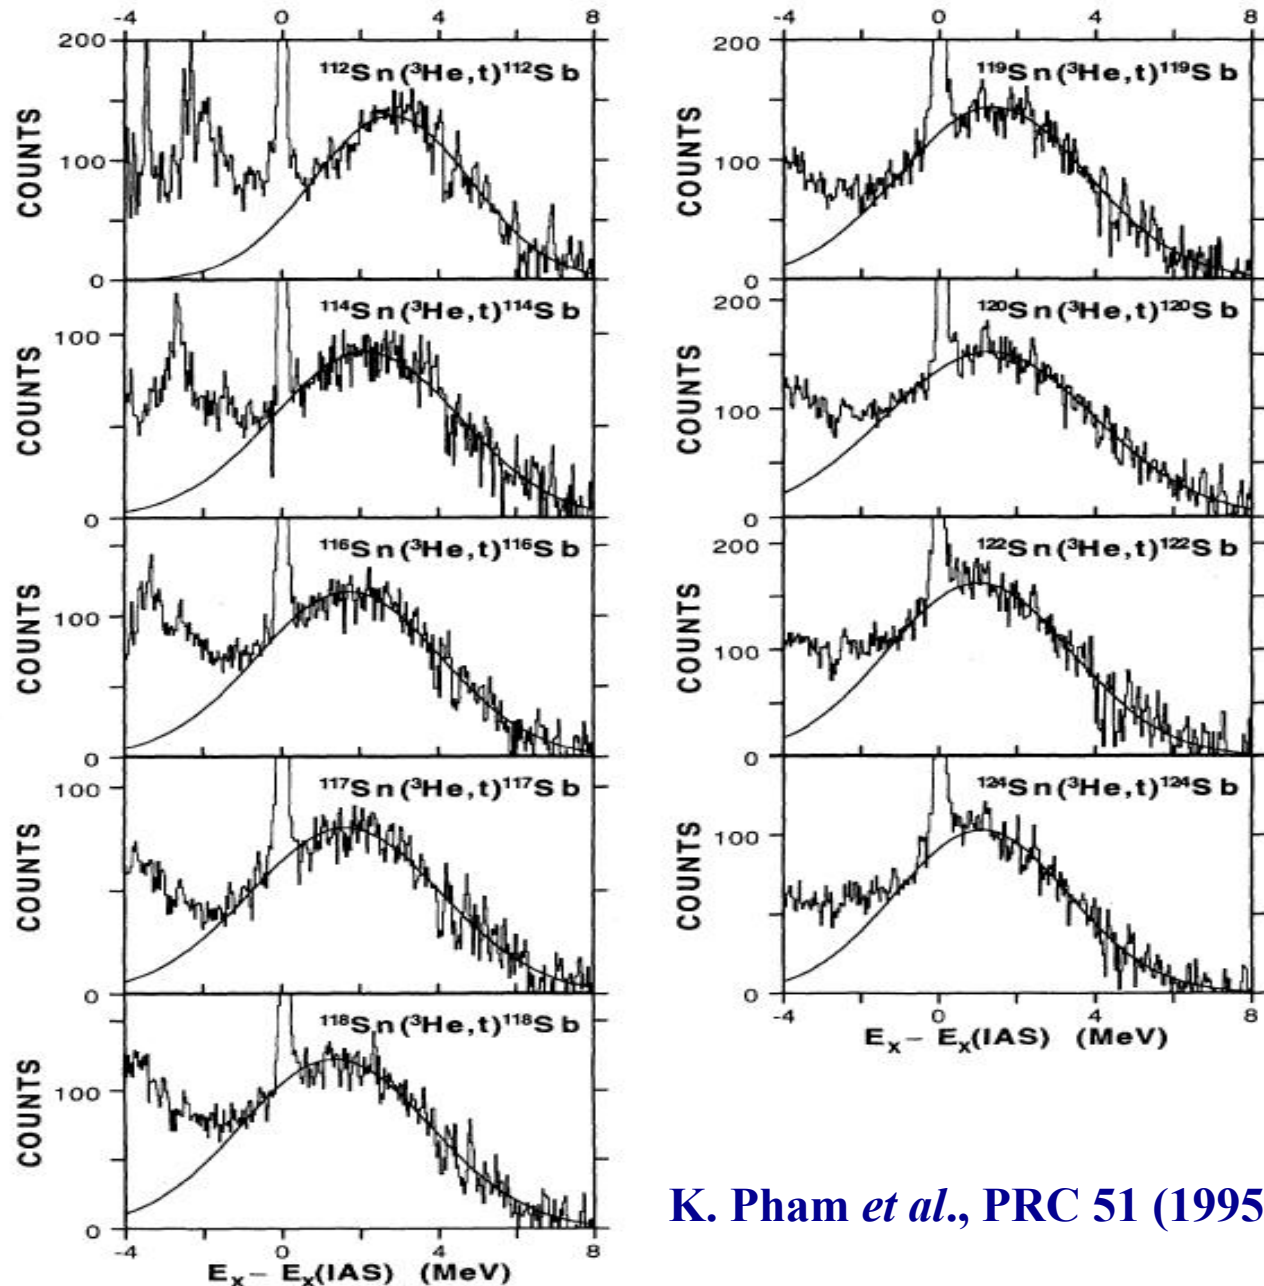 -4 0 4 8
200
¹¹²Sn(³He,t)¹¹²Sb
100
COUNTS
0
¹¹⁴Sn(³He,t)¹¹⁴Sb
100
COUNTS
0
¹¹⁶Sn(³He,t)¹¹⁶Sb
100
COUNTS
0
¹¹⁷Sn(³He,t)¹¹⁷Sb
100
COUNTS
0
¹¹⁸Sn(³He,t)¹¹⁸Sb
100
COUNTS
0
-4 0 4 8
Eₓ – Eₓ(IAS) (MeV)
-4 0 4 8
200
¹¹⁹Sn(³He,t)¹¹⁹Sb
100
COUNTS
0
200
¹²⁰Sn(³He,t)¹²⁰Sb
100
COUNTS
0
200
¹²²Sn(³He,t)¹²²Sb
100
COUNTS
0
¹²⁴Sn(³He,t)¹²⁴Sb
100
COUNTS
0
-4 0 4 8
Eₓ – Eₓ(IAS) (MeV)
K. Pham et al., PRC 51 (1995